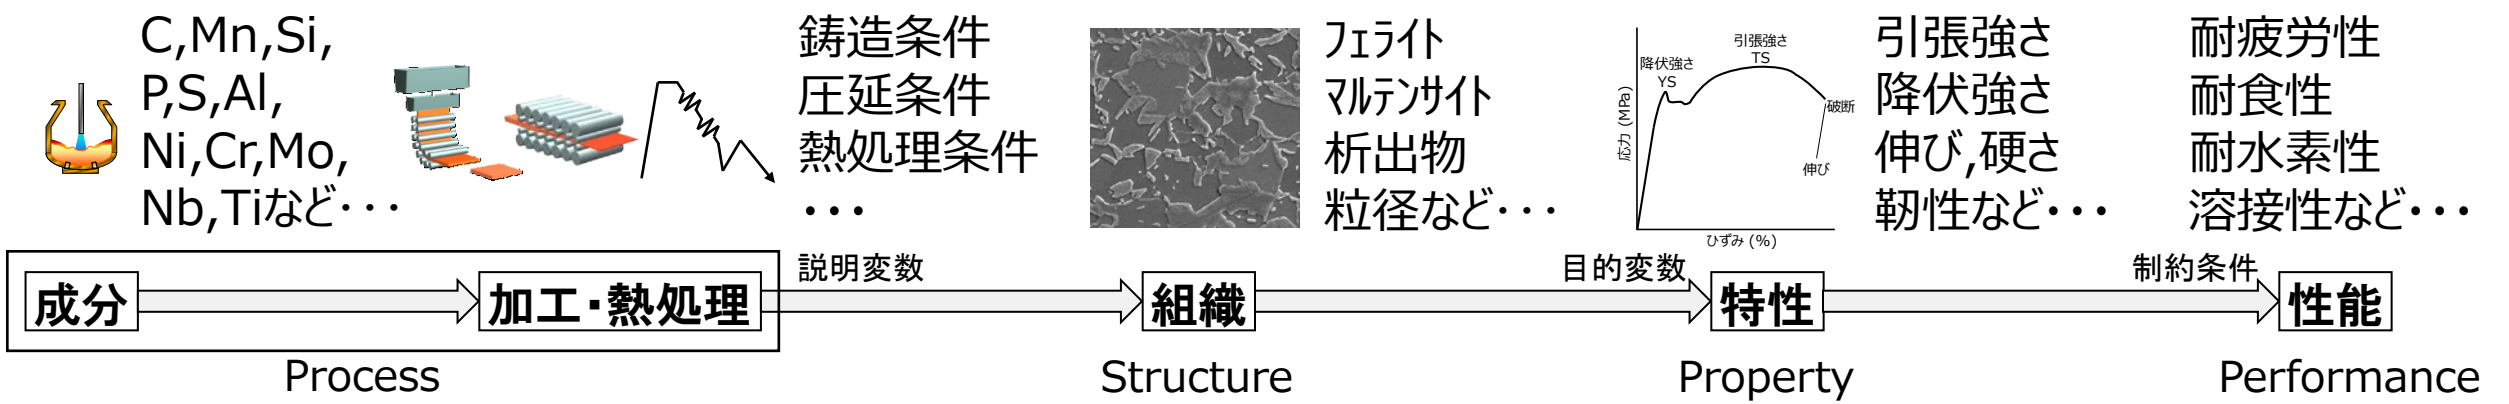 C,Mn,Si,
P,S,Al,
Ni,Cr,Mo,
Nb,Tiなど・・・
鋳造条件
圧延条件
熱処理条件
・・・
ﾌｪﾗｲﾄ
ﾏﾙﾃﾝｻｲﾄ
析出物
粒径など・・・
引張強さ
TS
降伏強さ
YS
破断
伸び
応力 (MPa)
ひずみ (%)
引張強さ
降伏強さ
伸び,硬さ
靭性など・・・
耐疲労性
耐食性
耐水素性
溶接性など・・・
説明変数
目的変数
制約条件
成分
加工・熱処理
組織
特性
性能
Process
Structure
Property
Performance